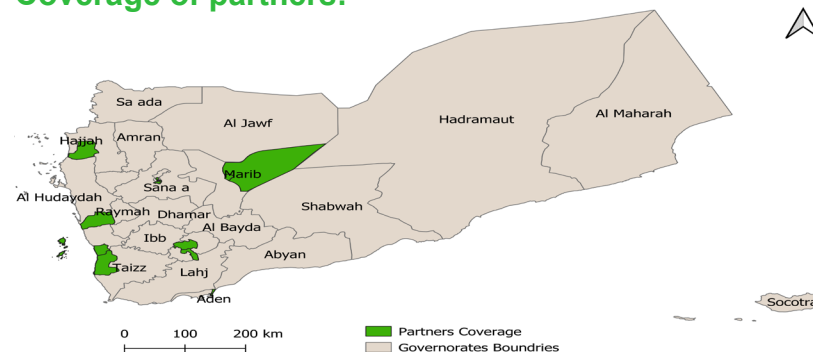 Coverage of partners:
Sa ada
Al Jawf
Hadramaut
Al Maharah
Hajjah
Amran
Marib
Sana a
Al Hudaydah
Shabwah
Raymah
Dhamar
Al Bayda
Ibb
Abyan
Taizz
Lahj
Aden
Socotra
0 100 200 km
Partners Coverage
Governorates Boundries